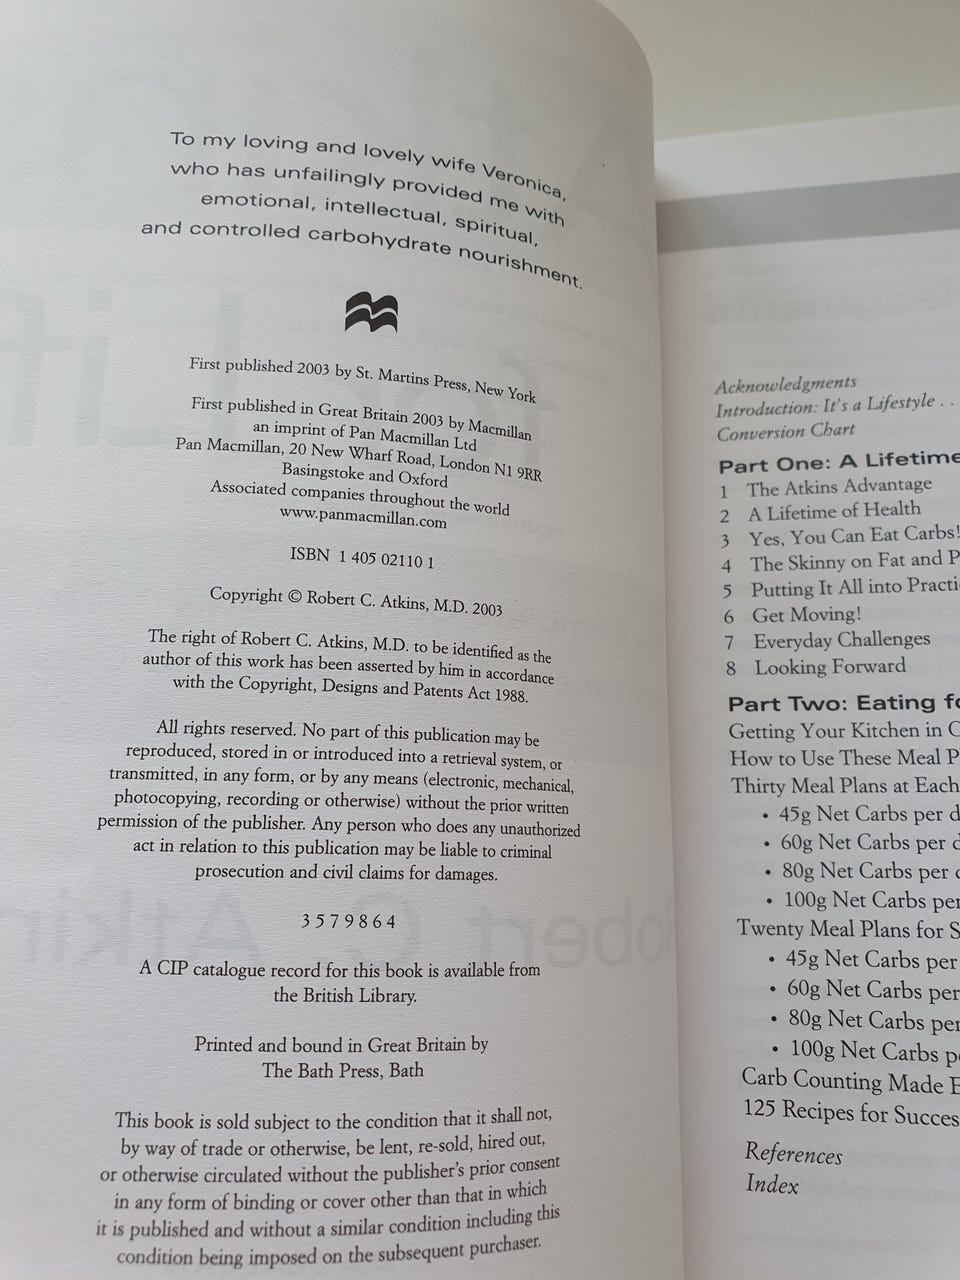 To my loving and lovely wife Veronica,
who has unfailingly provided me with
emotional, intellectual, spiritual,
and controlled carbohydrate nourishment.
First published 2003 by St. Martins Press, New York
First published in Great Britain 2003 by Macmillan
an imprint of Pan Macmillan Ltd
Pan Macmillan, 20 New Wharf Road, London N1 9RR
Basingstoke and Oxford
Associated companies throughout the world
www.panmacmillan.com
ISBN 1 405 02110 1
Copyright © Robert C. Atkins, M.D. 2003
The right of Robert C. Atkins, M.D. to be identified as the
author of this work has been asserted by him in accordance
with the Copyright, Designs and Patents Act 1988.
All rights reserved. No part of this publication may be
reproduced, stored in or introduced into a retrieval system, or
transmitted, in any form, or by any means (electronic, mechanical,
photocopying, recording or otherwise) without the prior written
permission of the publisher. Any person who does any unauthorized
act in relation to this publication may be liable to criminal
prosecution and civil claims for damages.
3 5 7 9 8 6 4
A CIP catalogue record for this book is available from
the British Library.
Printed and bound in Great Britain by
The Bath Press, Bath
This book is sold subject to the condition that it shall not,
by way of trade or otherwise, be lent, re-sold, hired out,
or otherwise circulated without the publisher's prior consent
in any form of binding or cover other than that in which
it is published and without a similar condition including this
condition being imposed on the subsequent purchaser.
Acknowledgments
Introduction: It's a Lifestyle . .
Conversion Chart
Part One: A Lifetime
1 The Atkins Advantage
2 A Lifetime of Health
3 Yes, You Can Eat Carbs!
4 The Skinny on Fat and P
5 Putting It All into Practi
6 Get Moving!
7 Everyday Challenges
8 Looking Forward
Part Two: Eating fo
Getting Your Kitchen in O
How to Use These Meal P
Thirty Meal Plans at Each
• 45g Net Carbs per d
• 60g Net Carbs per d
• 80g Net Carbs per d
• 100g Net Carbs per
Twenty Meal Plans for S
• 45g Net Carbs per
• 60g Net Carbs per
• 80g Net Carbs per
• 100g Net Carbs p
Carb Counting Made E
125 Recipes for Succes
References
Index